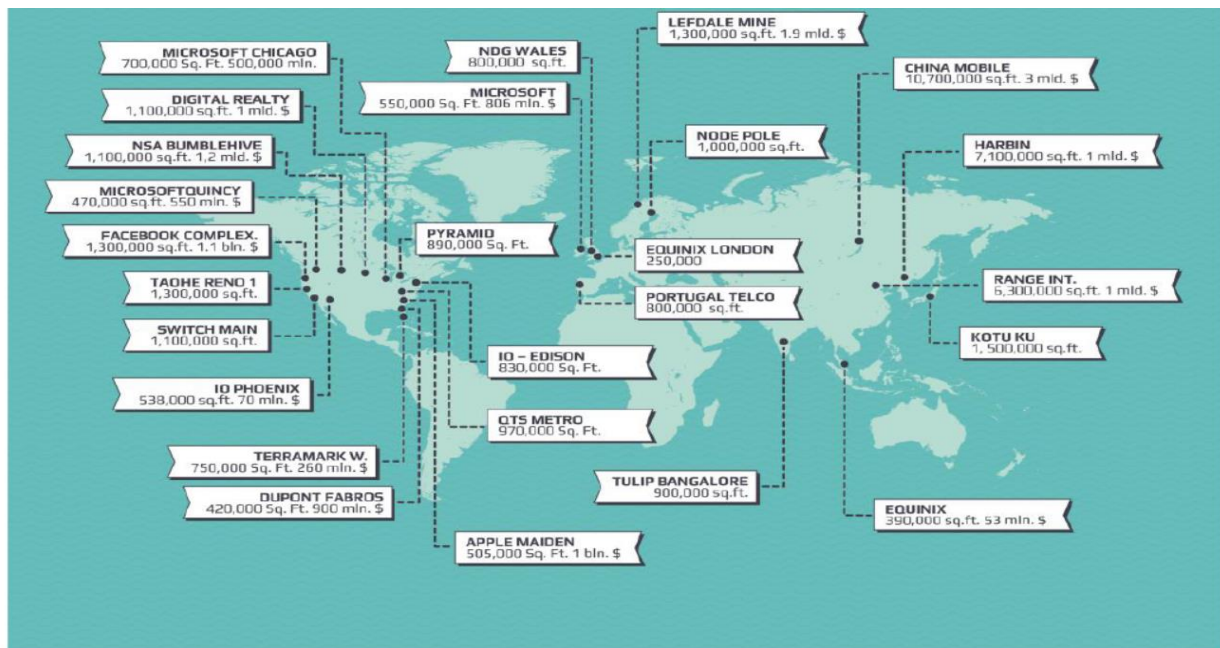 MICROSOFT CHICAGO
700,000 Sq. Ft. 500,000 mln.
DIGITAL REALTY
1,100,000 sq.ft. 1 mld. $
NSA BUMBLEHIVE
1,100,000 sq.ft. 1,2 mld. $
MICROSOFTQUINCY
470,000 sq.ft. 550 mln. $
FACEBOOK COMPLEX.
1,300,000 sq.ft. 1.1 bln. $
TAOHE RENO 1
1,300,000 sq.ft.
SWITCH MAIN
1,100,000 sq.ft.
IO PHOENIX
538,000 sq.ft. 70 mln. $
TERRAMARK W.
750,000 Sq. Ft. 260 mln. $
DUPONT FABROS
420,000 Sq. Ft. 900 mln. $
APPLE MAIDEN
505,000 Sq. Ft. 1 bln. $
QTS METRO
970,000 Sq. Ft.
IO – EDISON
830,000 Sq. Ft.
PYRAMID
890,000 Sq. Ft.
NDG WALES
800,000 sq.ft.
MICROSOFT
550,000 Sq. Ft. 806 mln. $
LEFDALE MINE
1,300,000 sq.ft. 1.9 mld. $
NODE POLE
1,000,000 sq.ft.
EQUINIX LONDON
250,000
PORTUGAL TELCO
800,000 sq.ft.
CHINA MOBILE
10,700,000 sq.ft. 3 mld. $
HARBIN
7,100,000 sq.ft. 1 mld. $
RANGE INT.
6,300,000 sq.ft. 1 mld. $
KOTU KU
1, 500,000 sq.ft.
TULIP BANGALORE
900,000 sq.ft.
EQUINIX
390,000 sq.ft. 53 mln. $